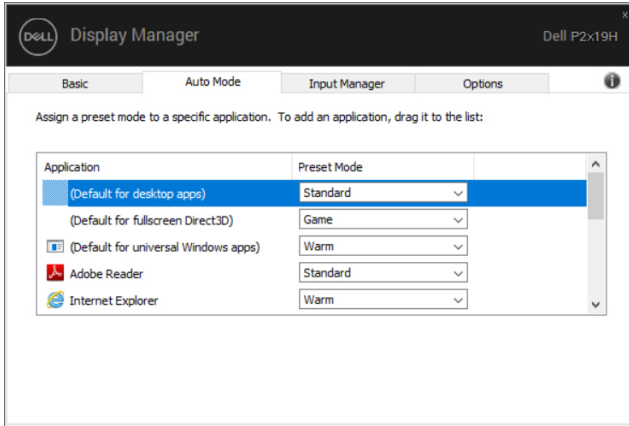 DELL Display Manager
x
Dell P2x19H
Basic Auto Mode Input Manager Options
Assign a preset mode to a specific application. To add an application, drag it to the list:
Application Preset Mode
(Default for desktop apps) Standard
(Default for fullscreen Direct3D) Game
(Default for universal Windows apps) Warm
Adobe Reader Standard
Internet Explorer Warm